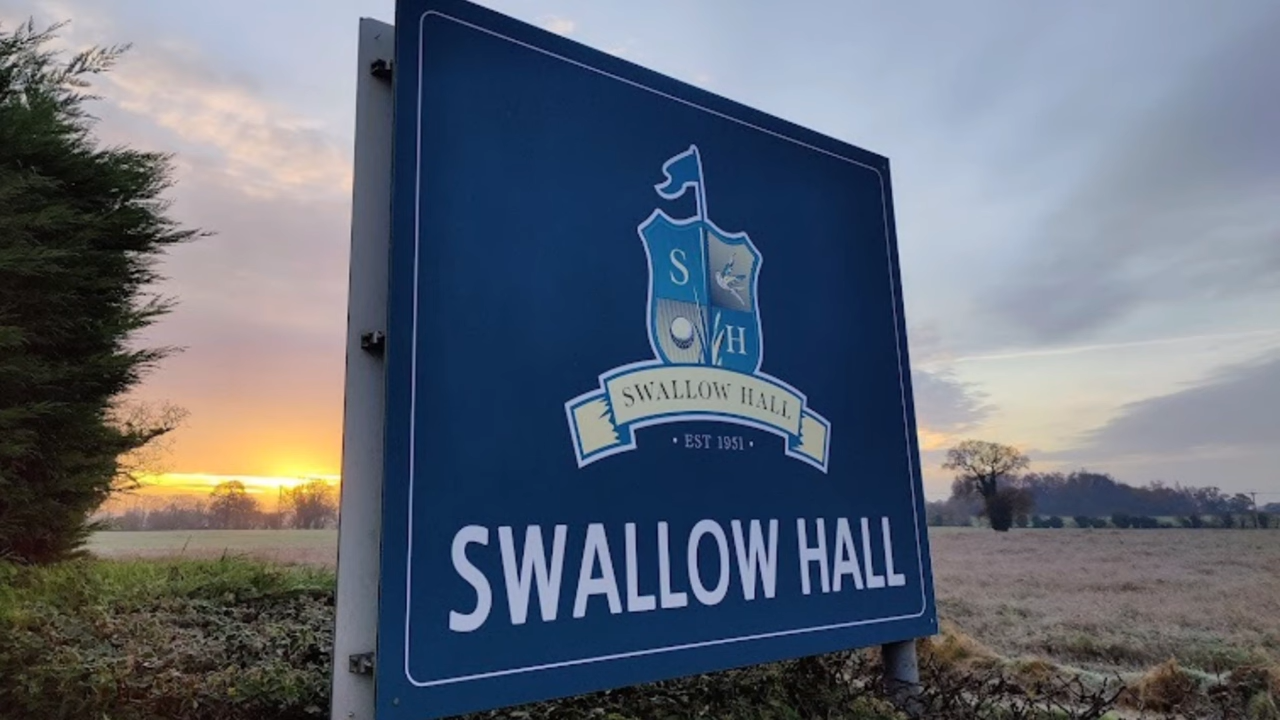 S
H
SWALLOW HALL
• EST 1951 •
SWALLOW HALL